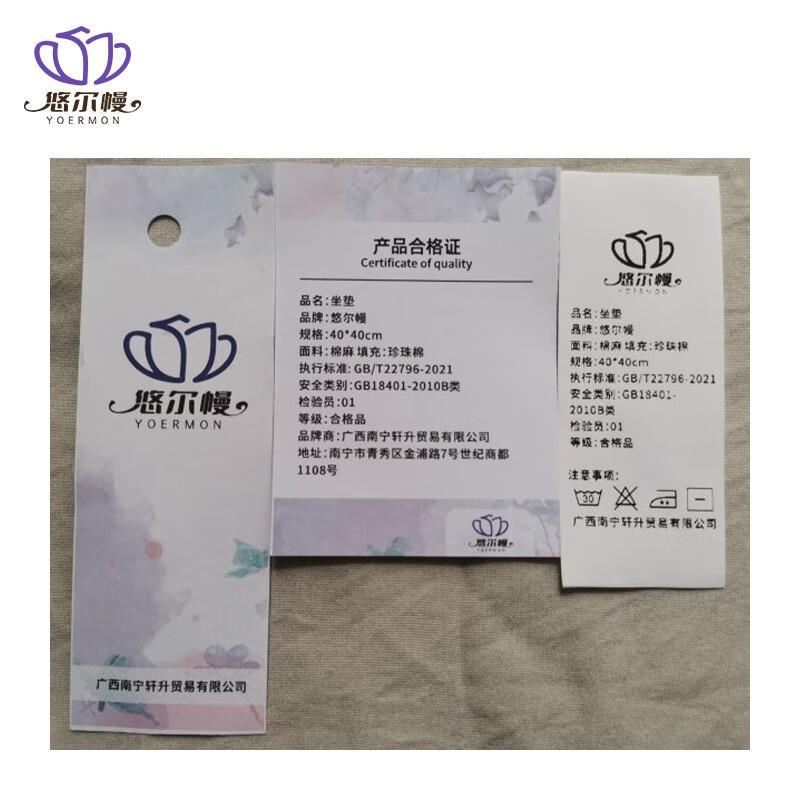 悠尔幔
YOERMON
悠尔幔
YOERMON
广西南宁轩升贸易有限公司
产品合格证
Certificate of quality
品名:坐垫
品牌:悠尔幔
规格:40*40cm
面料:棉麻 填充:珍珠棉
执行标准: GB/T22796-2021
安全类别:GB18401-2010B类
检验员:01
等级:合格品
品牌商:广西南宁轩升贸易有限公司
地址:南宁市青秀区金浦路7号世纪商都
1108号
悠尔幔
YOERMON
悠尔幔
YOERMON
品名:坐垫
品牌:悠尔幔
面料:棉麻 填充:珍珠棉
规格:40*40cm
执行标准:GB/T22796-2021
安全类别:GB18401-
2010B类
检验员:01
等级:合格品
注意事项:
30
广西南宁轩升贸易有限公司